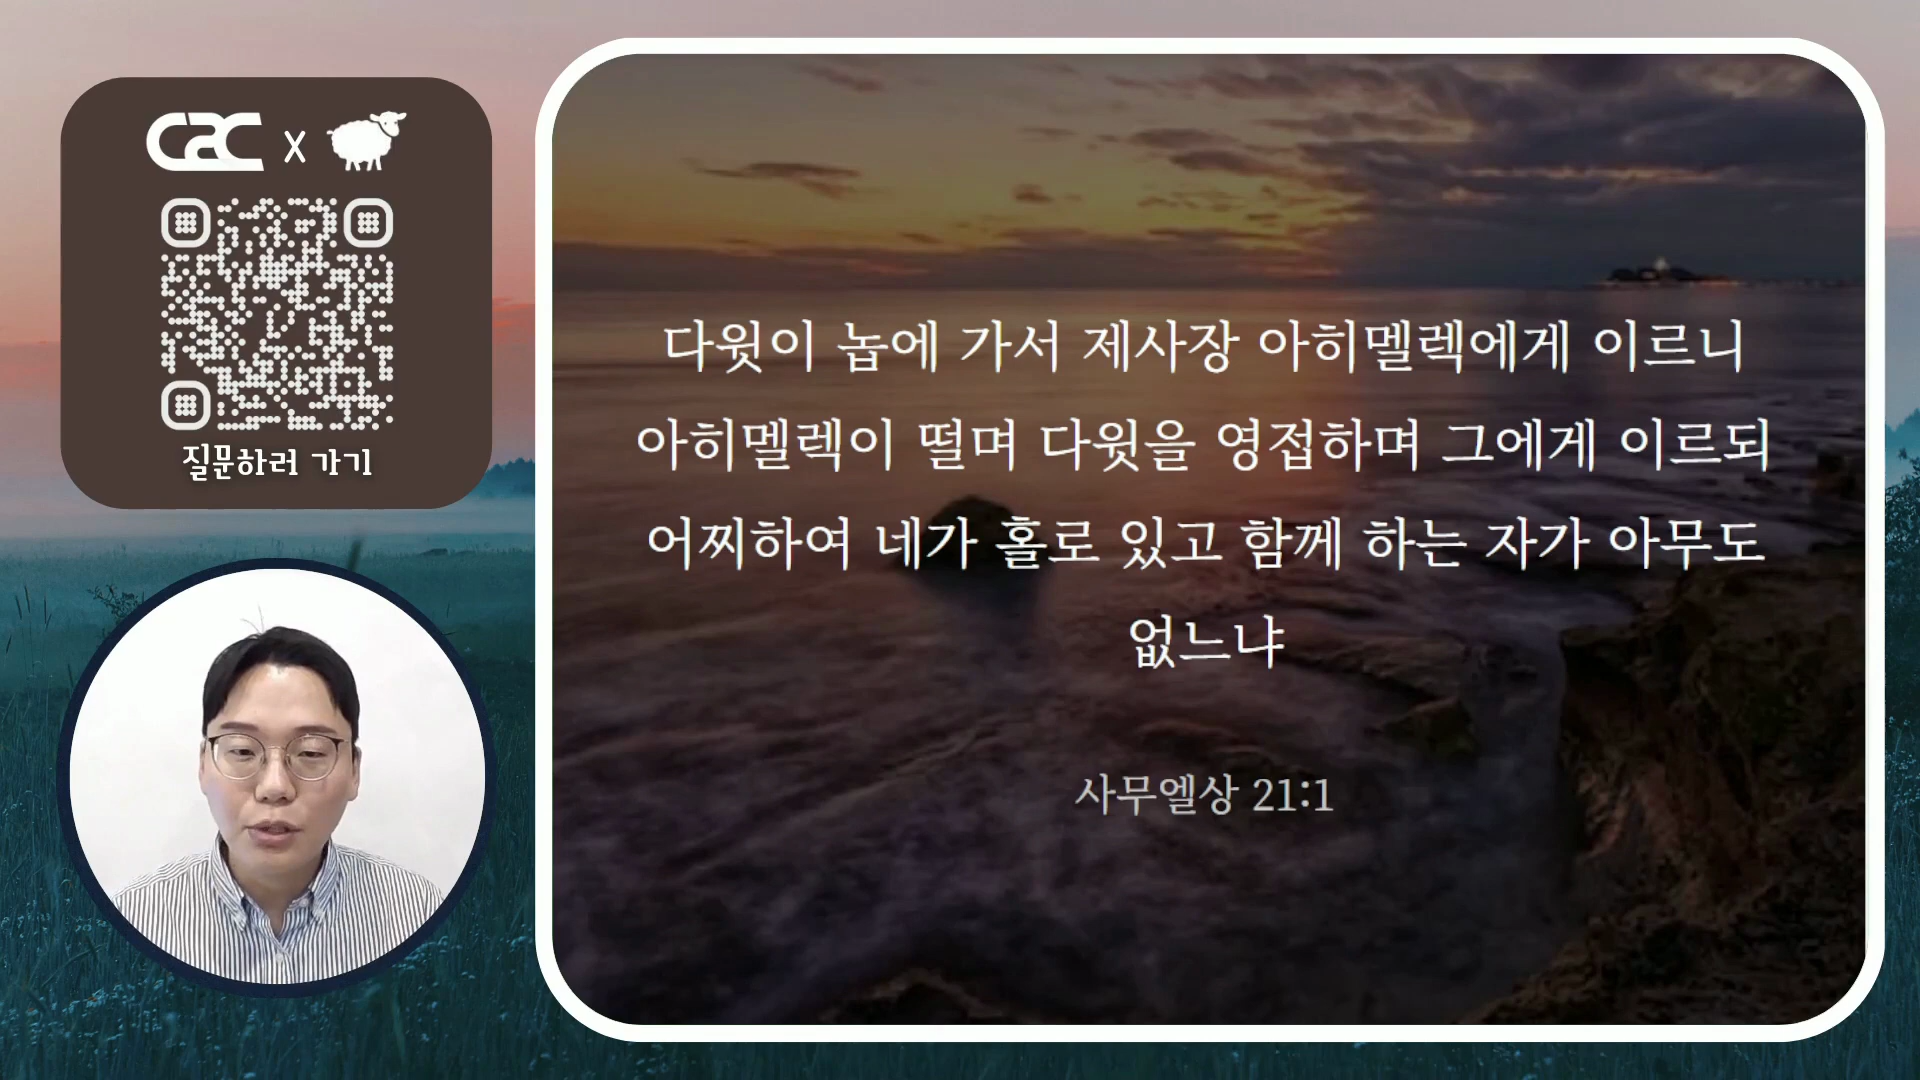 CAC X
질문하러 가기
다윗이 놉에 가서 제사장 아히멜렉에게 이르니
아히멜렉이 떨며 다윗을 영접하며 그에게 이르되
어찌하여 네가 홀로 있고 함께 하는 자가 아무도
없느냐
사무엘상 21:1